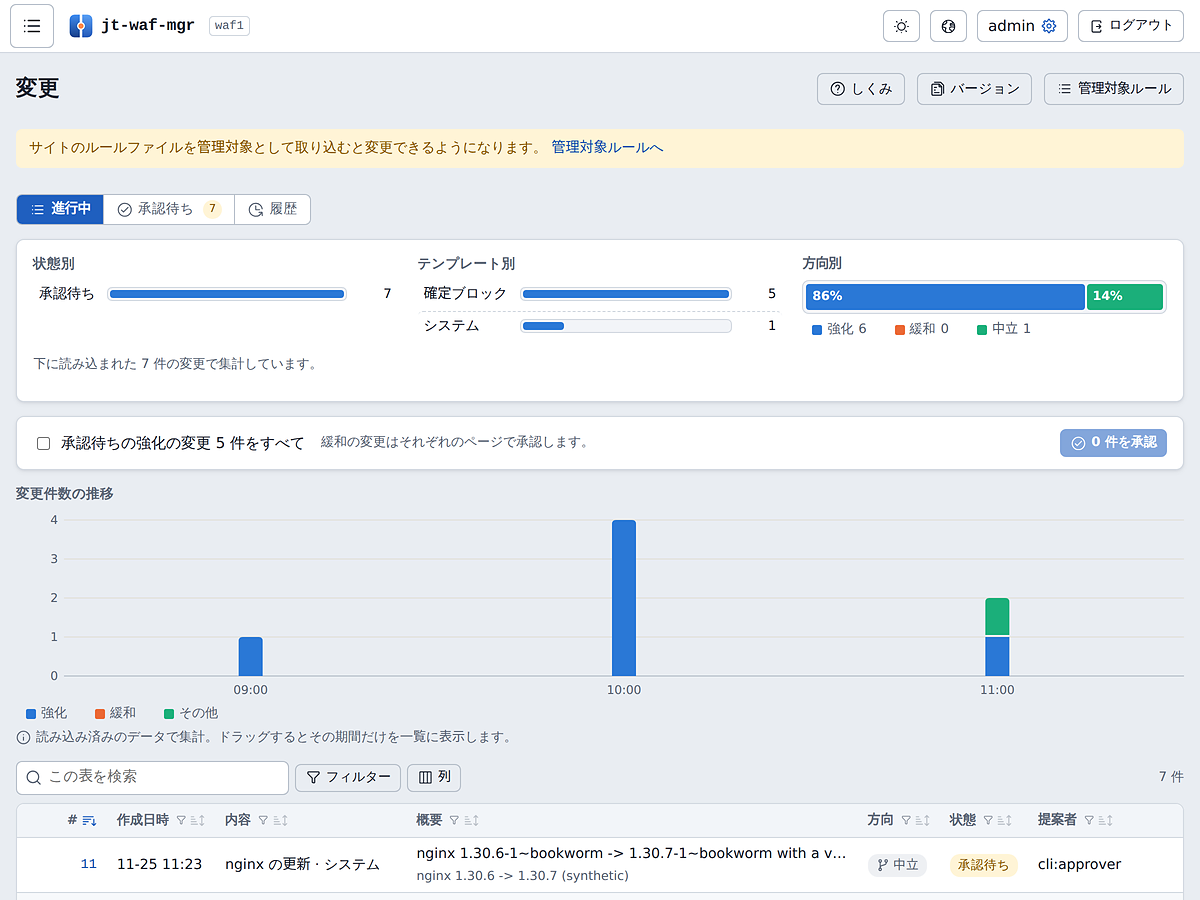 jt-waf-mgr waf1 admin ログアウト
変更 しくみ バージョン 管理対象ルール
サイトのルールファイルを管理対象として取り込むと変更できるようになります。 管理対象ルールへ
進行中 承認待ち 7 履歴
状態別 テンプレート別 方向別
承認待ち 7 確定ブロック 5 86% 14%
システム 1 強化 6 緩和 0 中立 1
下に読み込まれた 7 件の変更で集計しています。
承認待ちの強化の変更 5 件をすべて 緩和の変更はそれぞれのページで承認します。 0 件を承認
変更件数の推移
4
3
2
1
0
09:00 10:00 11:00
強化 緩和 その他
読み込み済みのデータで集計。ドラッグするとその期間だけを一覧に表示します。
この表を検索 フィルター 列 7 件
# 作成日時 内容 概要 方向 状態 提案者
11 11-25 11:23 nginx の更新・システム nginx 1.30.6-1~bookworm -> 1.30.7-1~bookworm with a v… 中立 承認待ち cli:approver
nginx 1.30.6 -> 1.30.7 (synthetic)